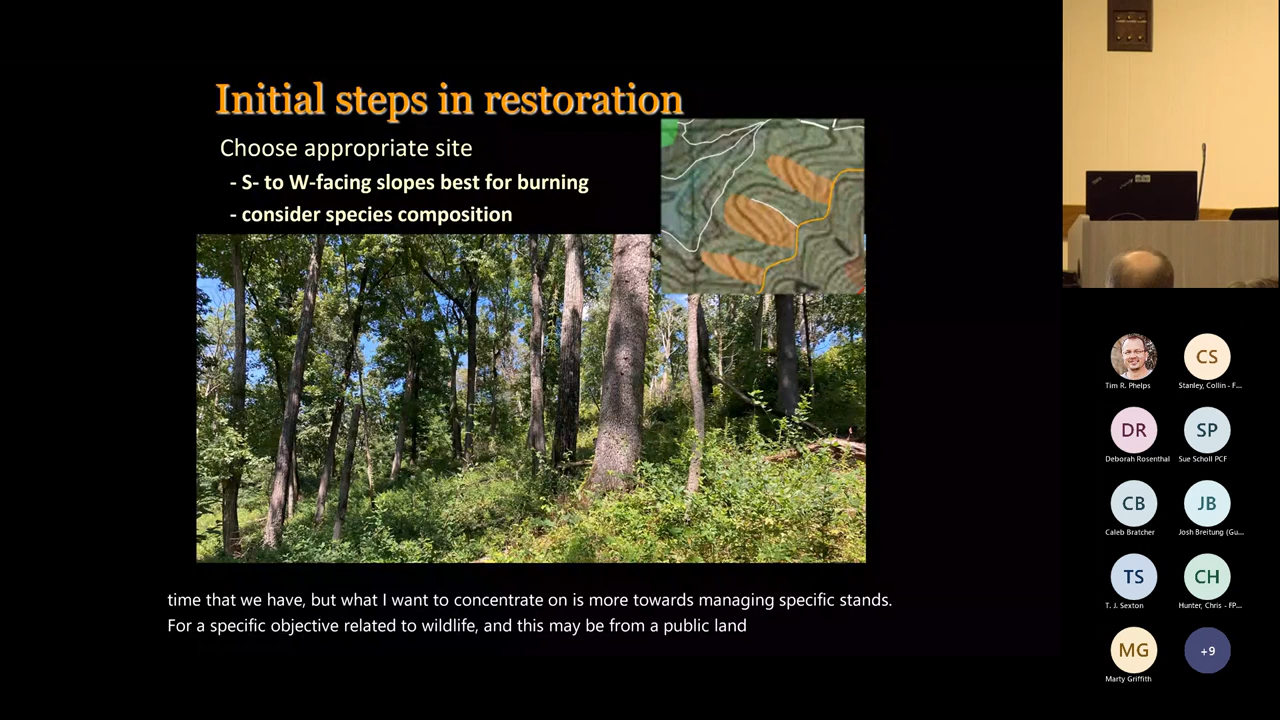 Initial steps in restoration
Choose appropriate site
- S- to W-facing slopes best for burning
- consider species composition
time that we have, but what I want to concentrate on is more towards managing specific stands.
For a specific objective related to wildlife, and this may be from a public land
Tim R. Phelps
CS
Stanley, Collin - F...
DR
Deborah Rosenthal
SP
Sue Scholl PCF
CB
Caleb Bratcher
JB
Josh Breitung (Gu...
TS
T. J. Sexton
CH
Hunter, Chris - FP...
MG
Marty Griffith
+9